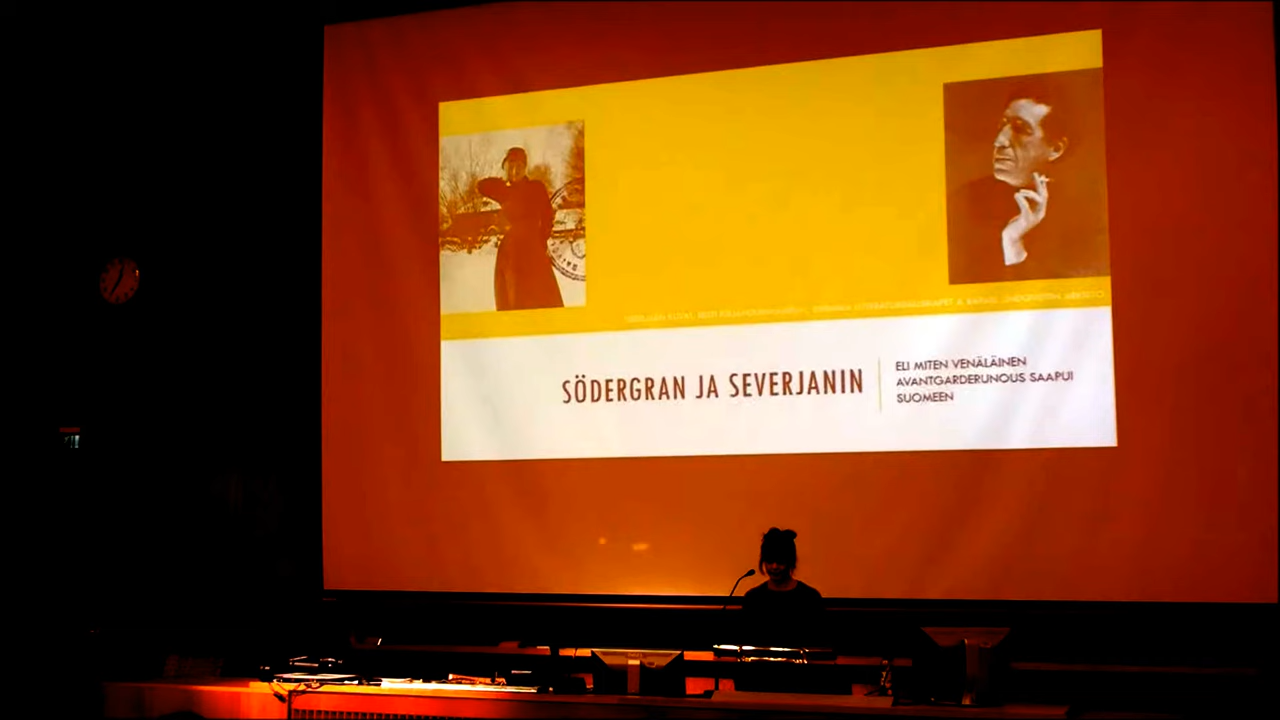 SÖDERGRAN JA SEVERJANIN
ELI MITEN VENÄLÄINEN
AVANTGARDERUNOUS SAAPUI
SUOMEEN